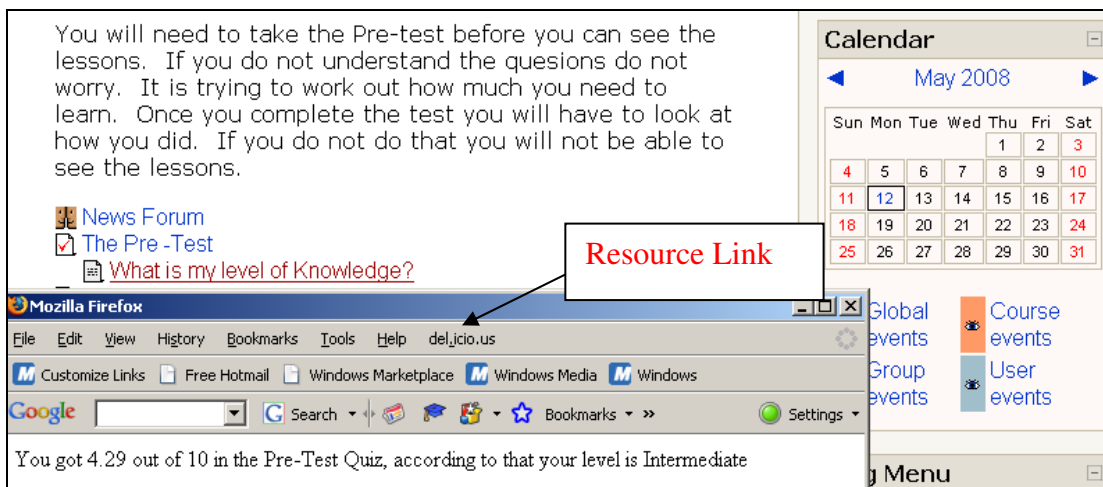 You will need to take the Pre-test before you can see the
lessons. If you do not understand the quesions do not
worry. It is trying to work out how much you need to
learn. Once you complete the test you will have to look at
how you did. If you do not do that you will not be able to
see the lessons.
News Forum
The Pre -Test
What is my level of Knowledge?
Resource Link
Calendar
May 2008
Sun Mon Tue Wed Thu Fri Sat
1 2 3
4 5 6 7 8 9 10
11 12 13 14 15 16 17
18 19 20 21 22 23 24
25 26 27 28 29 30 31
Global events
Course events
Group events
User events
Menu
Mozilla Firefox
File Edit View History Bookmarks Tools Help del.icio.us
Customize Links Free Hotmail Windows Marketplace Windows Media Windows
Google Search Bookmarks Settings
You got 4.29 out of 10 in the Pre-Test Quiz, according to that your level is Intermediate